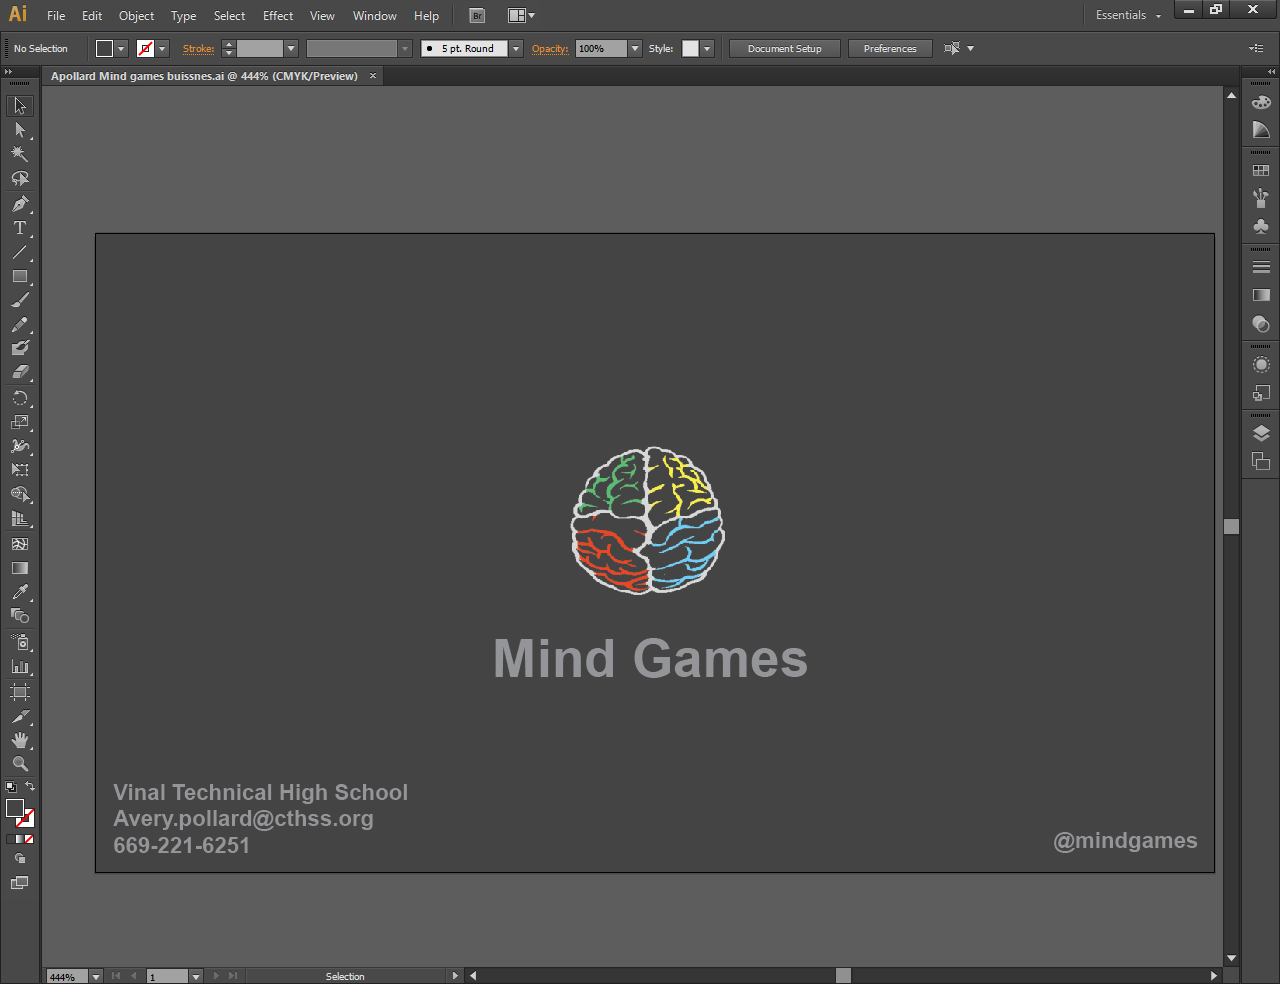 Ai File Edit Object Type Select Effect View Window Help Br Essentials
No Selection Stroke: 5 pt. Round Opacity: 100% Style: Document Setup Preferences
Apollard Mind games buissnes.ai @ 444% (CMYK/Preview) ×
T
Mind Games
Vinal Technical High School
Avery.pollard@cthss.org
669-221-6251
@mindgames
444% 1 Selection